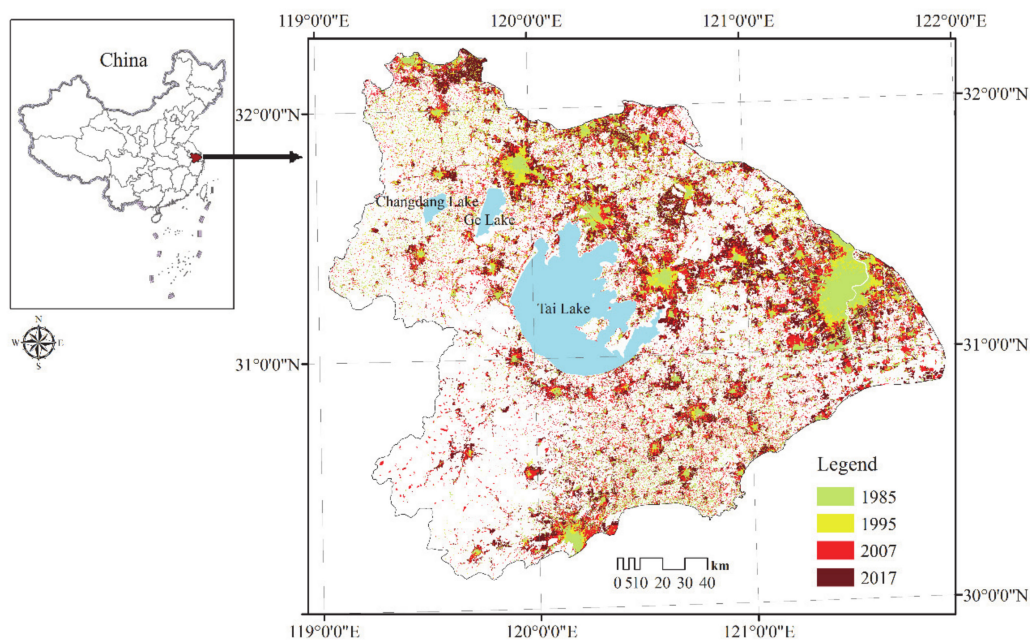 119°0'0"E 120°0'0"E 121°0'0"E 122°0'0"E
China
32°0'0"N
32°0'0"N
Changdang Lake
Ge Lake
Tai Lake
N
W E
S
31°0'0"N
31°0'0"N
Legend
1985
1995
2007
2017
km
0 510 20 30 40
30°0'0"N
119°0'0"E 120°0'0"E 121°0'0"E